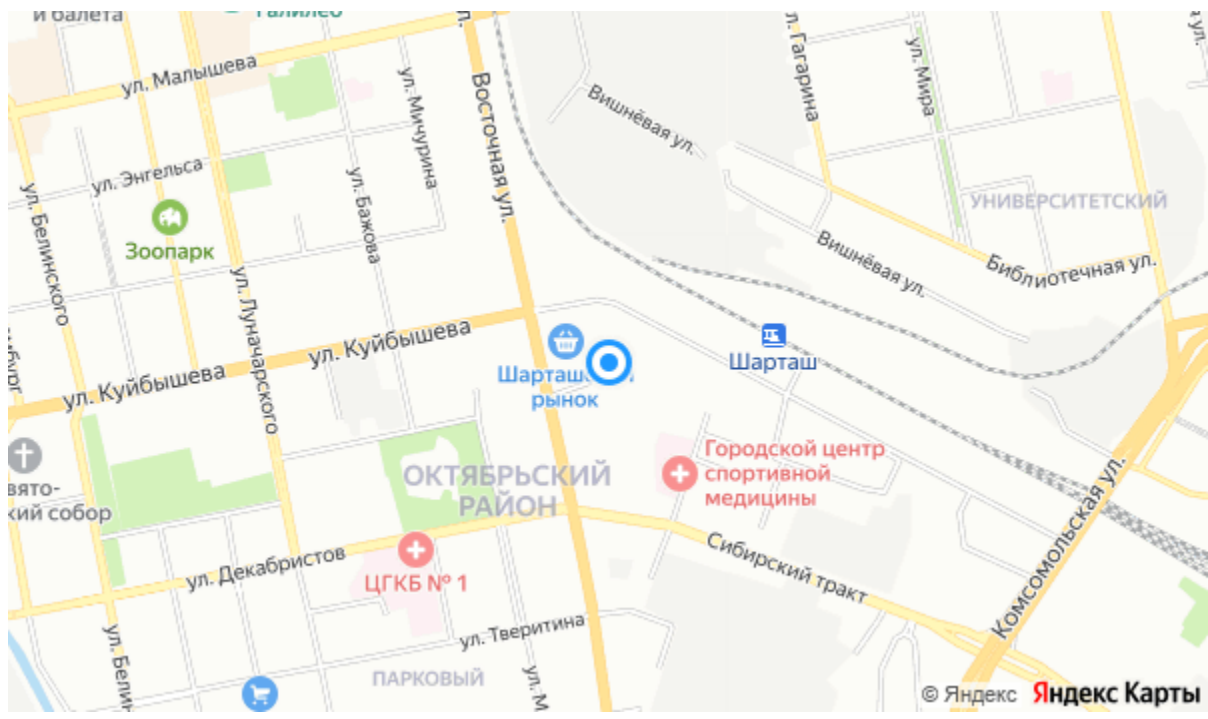 и балета
Галилео
ул.
ул. Малышева
Восточная ул.
ул. Мичурина
ул. Энгельса
ул. Бажова
ул. Белинского
Зоопарк
ул. Луначарского
ул. Куйбышева
ул. Куйбышева
Вишнёвая ул.
ул. Гагарина
ул. Мира
УНИВЕРСИТЕТСКИЙ
Вишнёвая ул.
Библиотечная ул.
Шарташ
рынок
ОКТЯБРЬСКИЙ
РАЙОН
Городской центр
спортивной
медицины
кий собор
ул. Декабристов
ЦГКБ № 1
Сибирский тракт
Комсомольская ул.
ул. Тверитина
ПАРКОВЫЙ
© Яндекс Яндекс Карты